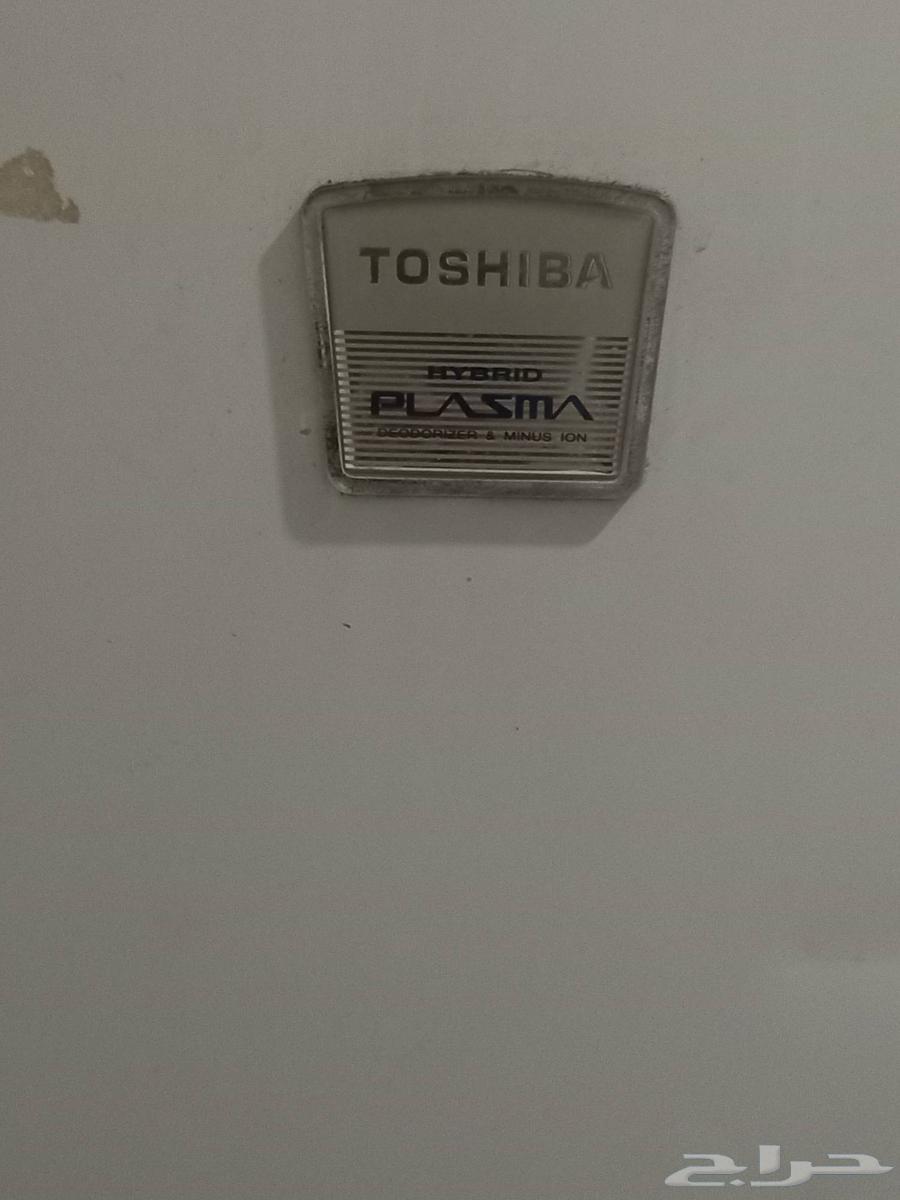 TOSHIBA
HYBRID
PLASMA
DEODORIZER & MINUS ION
حراج